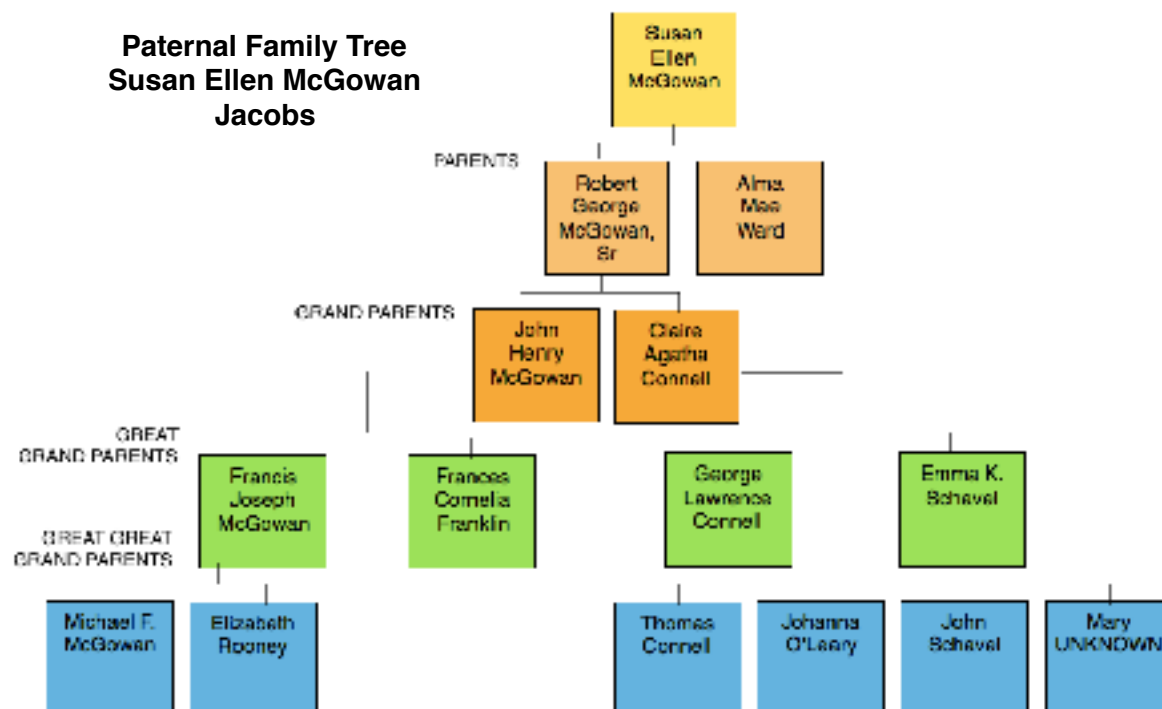 Paternal Family Tree
Susan Ellen McGowan
Jacobs
Susan
Ellen
McGowan
PARENTS
Robert
George
McGowan,
Sr
Alma
Mae
Ward
GRAND PARENTS
John
Henry
McGowan
Claire
Agatha
Connell
GREAT
GRAND PARENTS
Francis
Joseph
McGowan
Frances
Cornelia
Franklin
George
Lawrence
Connell
Emma K.
Schavel
GREAT GREAT
GRAND PARENTS
Michael F.
McGowan
Elizabeth
Rooney
Thomas
Connell
Johanna
O'Leary
John
Schavel
Mary
UNKNOWN